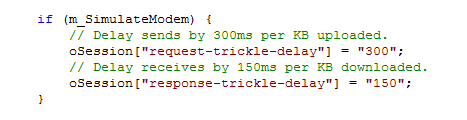 if (m_SimulateModem) {
// Delay sends by 300ms per KB uploaded.
oSession["request-trickle-delay"] = "300";
// Delay receives by 150ms per KB downloaded.
oSession["response-trickle-delay"] = "150";
}